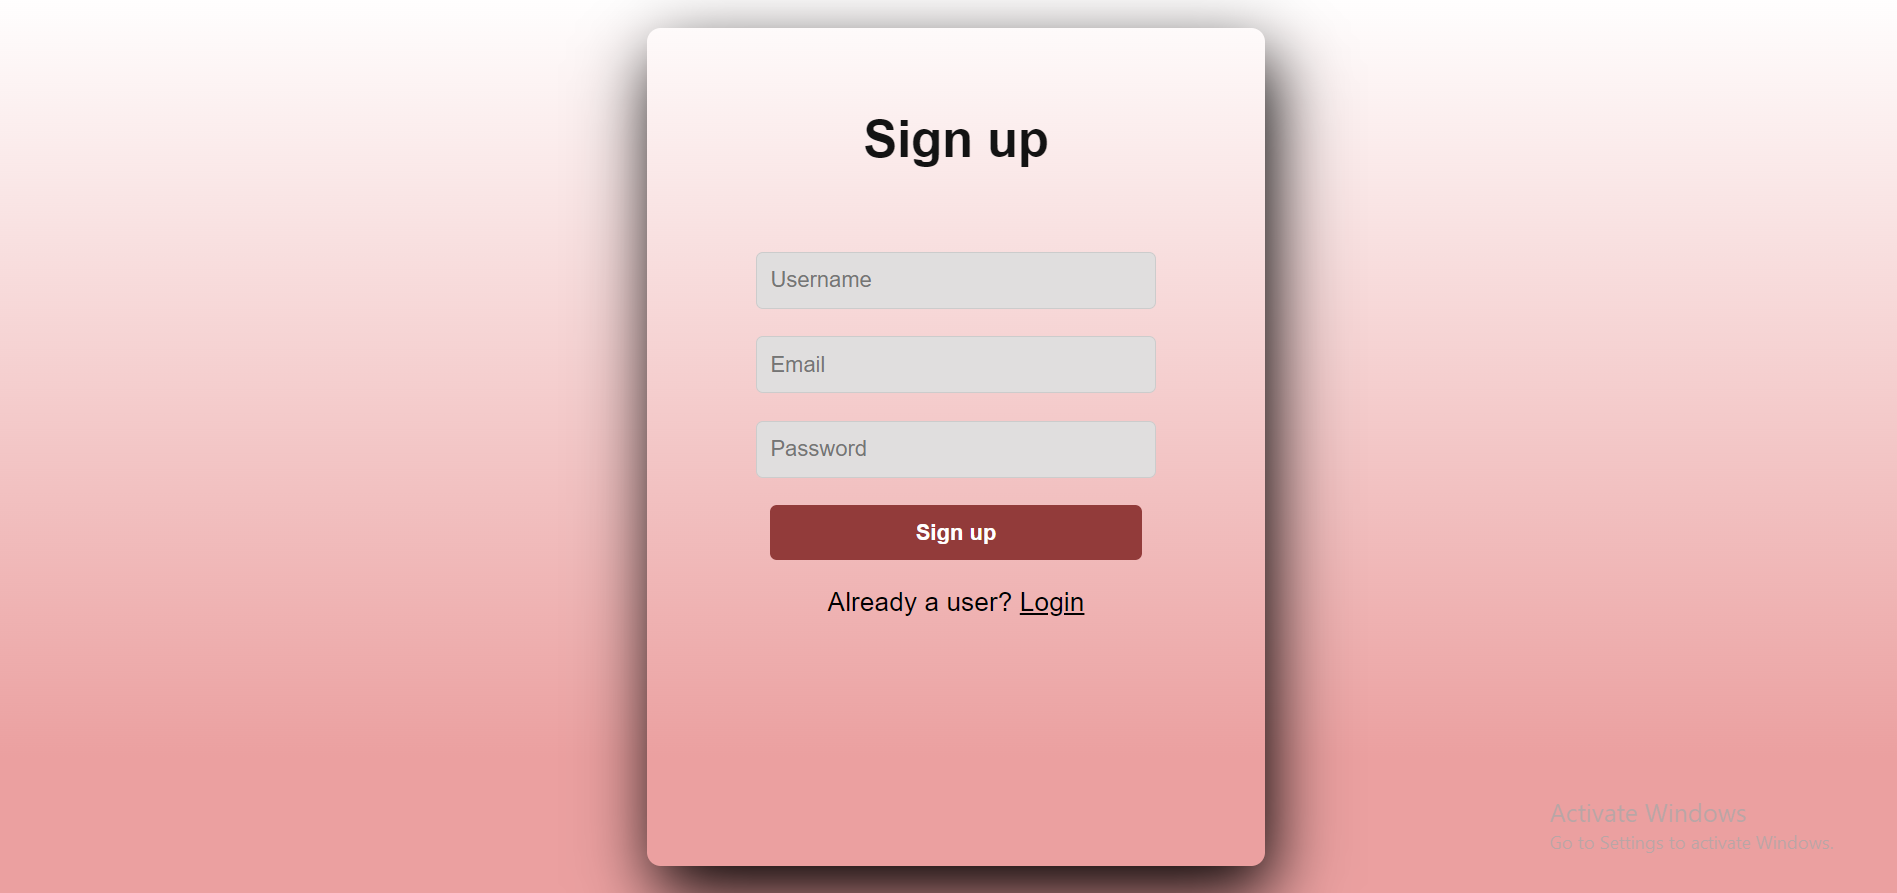 Sign up
Username
Email
Password
Sign up
Already a user? Login
Activate Windows
Go to Settings to activate Windows.